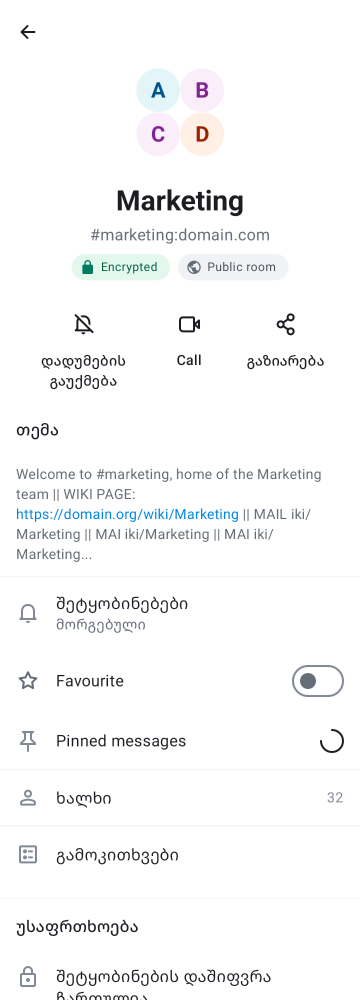 A
B
C
D
Marketing
#marketing:domain.com
Encrypted
Public room
დადუმების
გაუქმება
Call
გაზიარება
თემა
Welcome to #marketing, home of the Marketing
team || WIKI PAGE:
https://domain.org/wiki/Marketing || MAIL iki/
Marketing || MAI iki/Marketing || MAI iki/
Marketing...
შეტყობინებები
მორგებული
Favourite
Pinned messages
ხალხი
32
გამოკითხვები
უსაფრთხოება
შეტყობინების დაშიფვრა
ჩართულია